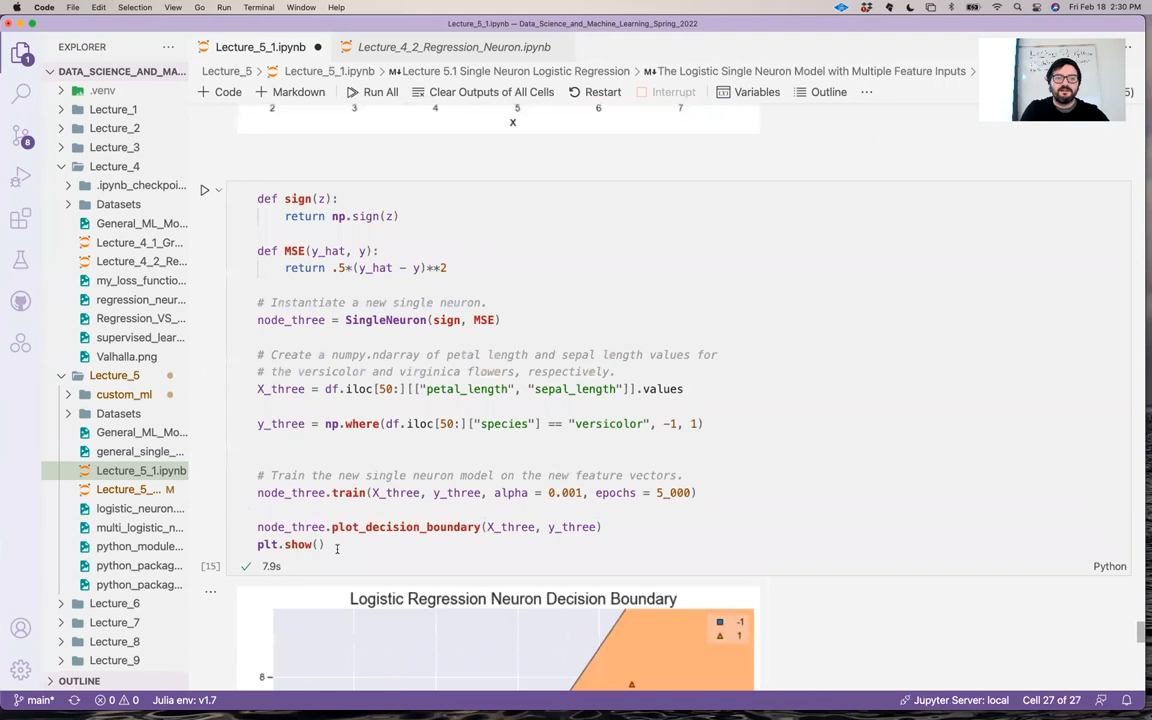 Code File Edit Selection View Go Run Terminal Window Help Fri Feb 18 2:30 PM
Lecture_5_1.ipynb — Data_Science_and_Machine_Learning_Spring_2022
EXPLORER
Lecture_5_1.ipynb
Lecture_4_2_Regression_Neuron.ipynb
DATA_SCIENCE_AND_MA...
Lecture_5 > Lecture_5_1.ipynb > M↓Lecture 5.1 Single Neuron Logistic Regression > M↓The Logistic Single Neuron Model with Multiple Feature Inputs >
+ Code + Markdown Run All Clear Outputs of All Cells Restart Interrupt Variables Outline ...
.venv
Lecture_1
Lecture_2
Lecture_3
Lecture_4
.ipynb_checkpoi...
Datasets
General_ML_Mo...
Lecture_4_1_Gr...
Lecture_4_2_Re...
my_loss_functio...
regression_neur...
Regression_VS_...
supervised_lear...
Valhalla.png
Lecture_5
custom_ml
Datasets
General_ML_Mo...
general_single_...
Lecture_5_1.ipynb
Lecture_5_... M
logistic_neuron....
multi_logistic_n...
python_module...
python_packag...
python_packag...
Lecture_6
Lecture_7
Lecture_8
Lecture_9
OUTLINE
1
8
2 3 4 5 6 7
X
def sign(z):
return np.sign(z)
def MSE(y_hat, y):
return .5*(y_hat - y)**2
# Instantiate a new single neuron.
node_three = SingleNeuron(sign, MSE)
# Create a numpy.ndarray of petal length and sepal length values for
# the versicolor and virginica flowers, respectively.
X_three = df.iloc[50:][["petal_length", "sepal_length"]].values
y_three = np.where(df.iloc[50:]["species"] == "versicolor", -1, 1)
# Train the new single neuron model on the new feature vectors.
node_three.train(X_three, y_three, alpha = 0.001, epochs = 5_000)
node_three.plot_decision_boundary(X_three, y_three)
plt.show()
[15] 7.9s Python
...
Logistic Regression Neuron Decision Boundary
-1
1
8
main* 0 0 Julia env: v1.7 Jupyter Server: local Cell 27 of 27